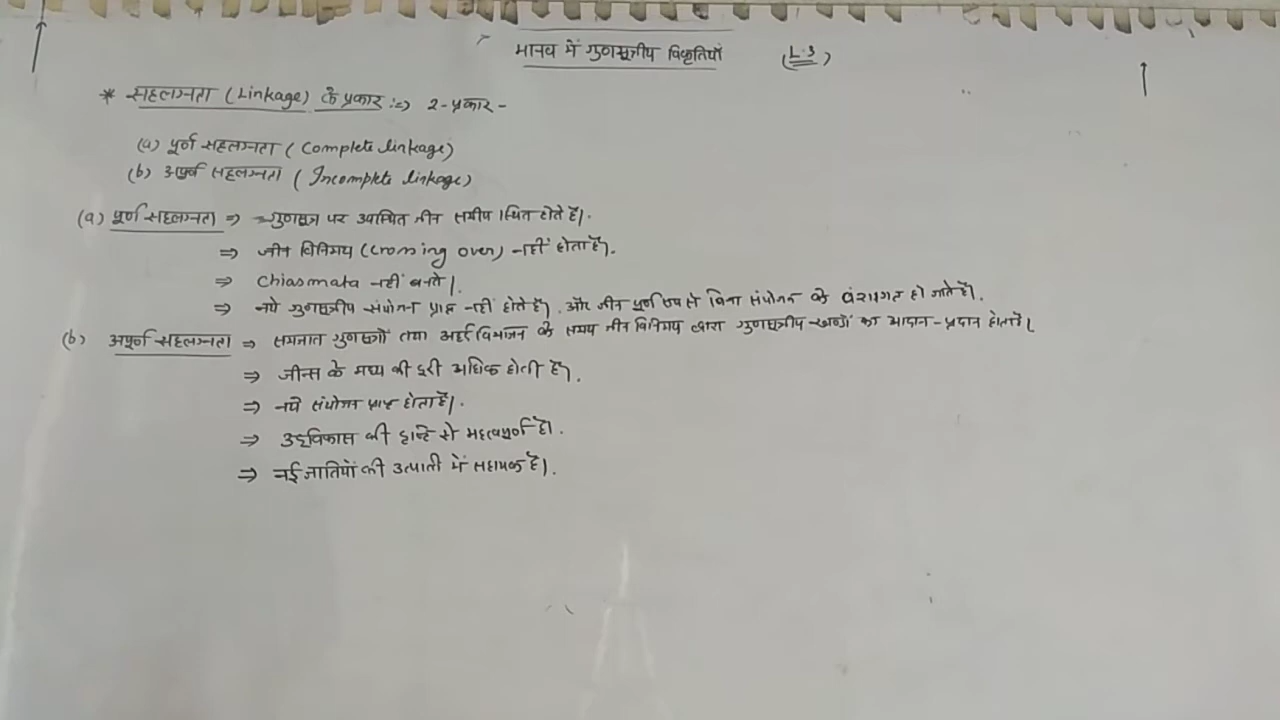 मानव में गुणसूत्रीय विकृतियाँ (L.3)
* सहलग्नता (Linkage) के प्रकार :=> 2-प्रकार -
(a) पूर्ण सहलग्नता (Complete linkage)
(b) अपूर्ण सहलग्नता (Incomplete linkage)
(a) पूर्ण सहलग्नता => गुणसूत्र पर उपस्थित जीन समीप स्थित होते है।
=> जीन विनिमय (Crossing over) नहीं होता है।
=> Chiasmata नहीं बनते।
=> नये गुणसूत्रीय संयोजन प्राप्त नहीं होते है, और जीन पूर्ण रूप से बिना संयोजन के वंशागत हो जाते है।
(b) अपूर्ण सहलग्नता => समजात गुणसूत्रों तथा अर्द्धविभाजन के समय जीन विनिमय द्वारा गुणसूत्रीय खण्डों का आदान-प्रदान होता है।
=> जीन्स के मध्य की दूरी अधिक होती है।
=> नये संयोजन प्राप्त होता है।
=> उद्विकास की दृष्टि से महत्वपूर्ण है।
=> नई जातियों की उत्पाती में सहायक है।